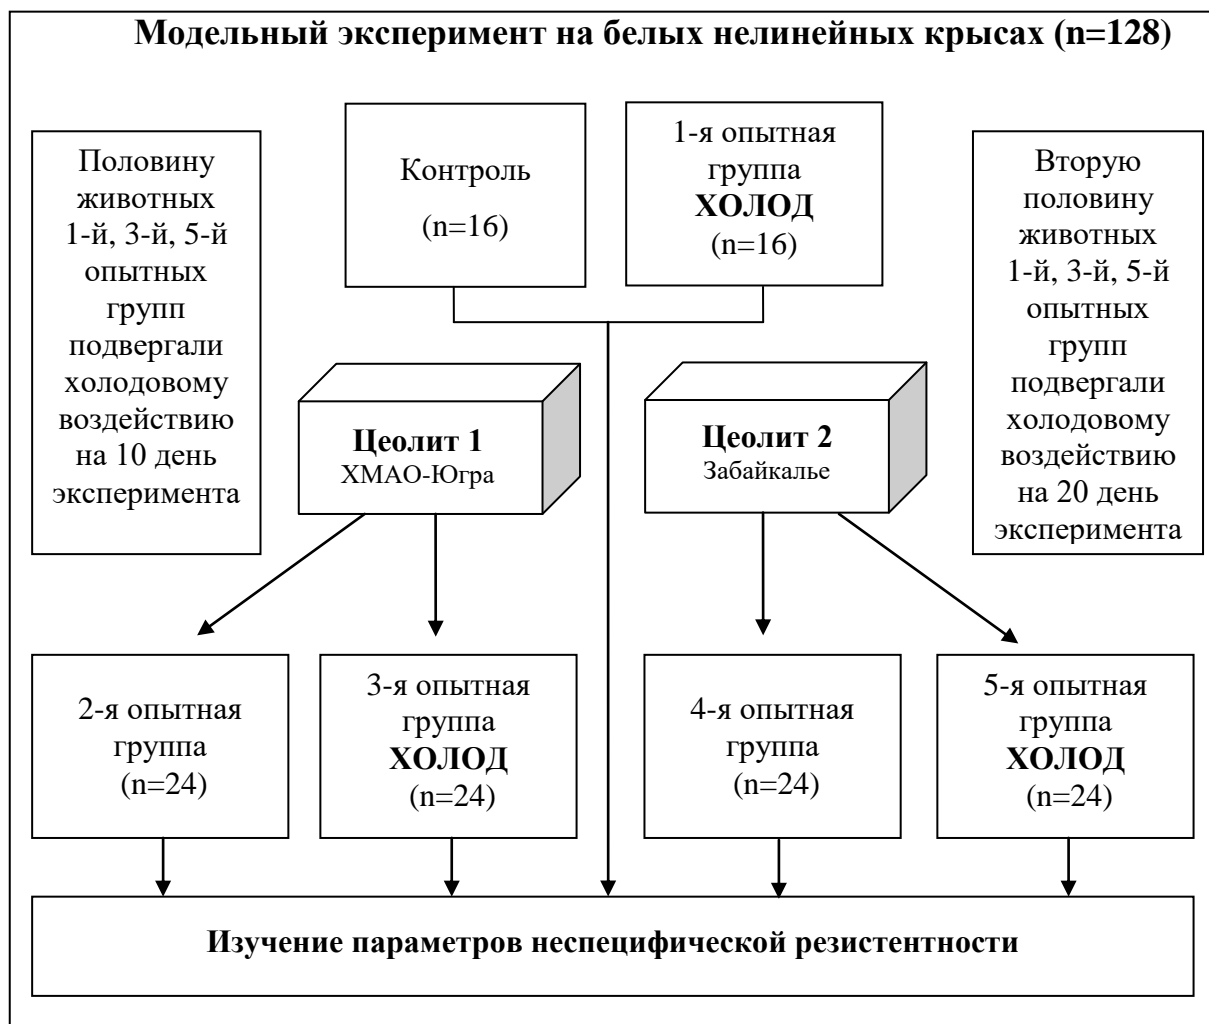 Модельный эксперимент на белых нелинейных крысах (n=128)
Половину
животных
1-й, 3-й, 5-й
опытных
групп
подвергали
холодовому
воздействию
на 10 день
эксперимента
Контроль
(n=16)
1-я опытная
группа
ХОЛОД
(n=16)
Вторую
половину
животных
1-й, 3-й, 5-й
опытных
групп
подвергали
холодовому
воздействию
на 20 день
эксперимента
Цеолит 1
ХМАО-Югра
Цеолит 2
Забайкалье
2-я опытная
группа
(n=24)
3-я опытная
группа
ХОЛОД
(n=24)
4-я опытная
группа
(n=24)
5-я опытная
группа
ХОЛОД
(n=24)
Изучение параметров неспецифической резистентности